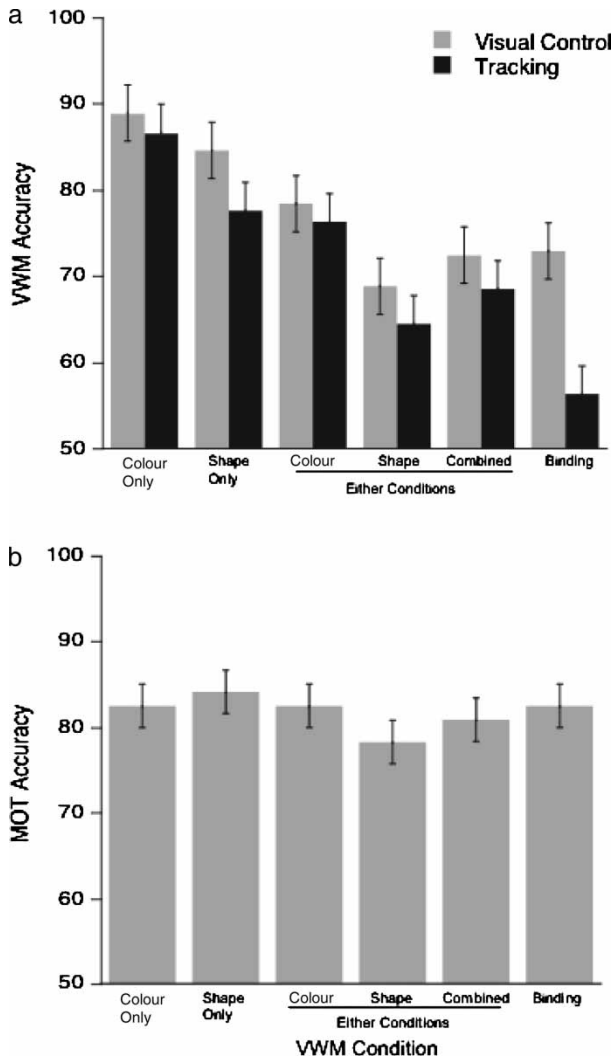 a
100
90
80
70
60
50
VWM Accuracy
Visual Control
Tracking
Colour Only
Shape Only
Colour
Shape
Combined
Binding
Either Conditions
b
100
90
80
70
60
50
MOT Accuracy
Colour Only
Shape Only
Colour
Shape
Combined
Binding
Either Conditions
VWM Condition